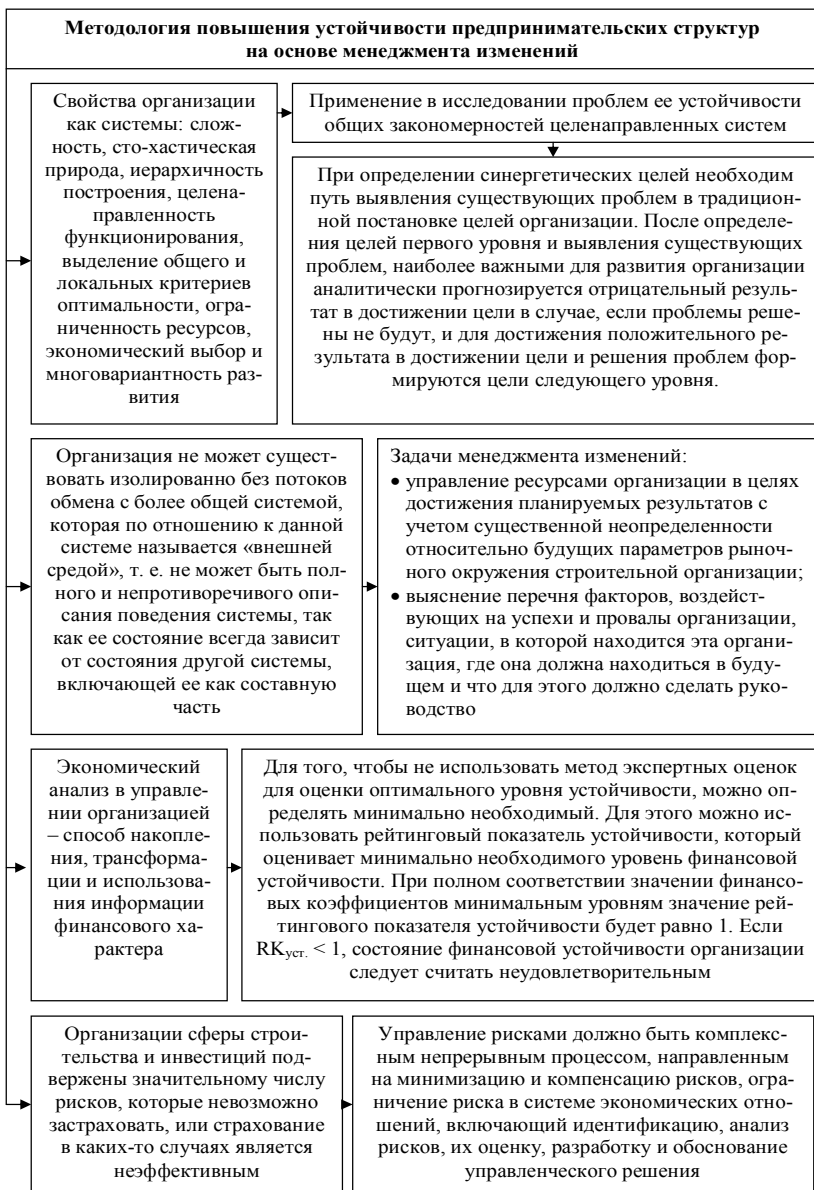 Методология повышения устойчивости предпринимательских структур
на основе менеджмента изменений
Свойства организации
как системы: слож-
ность, сто-хастическая
природа, иерархичность
построения, целена-
правленность
функционирования,
выделение общего и
локальных критериев
оптимальности, огра-
ниченность ресурсов,
экономический выбор и
многовариантность раз-
вития
Применение в исследовании проблем ее устойчивости
общих закономерностей целенаправленных систем
При определении синергетических целей необходим
путь выявления существующих проблем в традицион-
ной постановке целей организации. После определе-
ния целей первого уровня и выявления существующих
проблем, наиболее важными для развития организации
аналитически прогнозируется отрицательный резуль-
тат в достижении цели в случае, если проблемы реше-
ны не будут, и для достижения положительного ре-
зультата в достижении цели и решения проблем фор-
мируются цели следующего уровня.
Организация не может сущест-
вовать изолированно без потоков
обмена с более общей системой,
которая по отношению к данной
системе называется «внешней
средой», т. е. не может быть пол-
ного и непротиворечивого опи-
сания поведения системы, так
как ее состояние всегда зависит
от состояния другой системы,
включающей ее как составную
часть
Задачи менеджмента изменений:
• управление ресурсами организации в целях
достижения планируемых результатов с
учетом существенной неопределенности
относительно будущих параметров рыноч-
ного окружения строительной организации;
• выяснение перечня факторов, воздейст-
вующих на успехи и провалы организации,
ситуации, в которой находится эта органи-
зация, где она должна находиться в буду-
щем и что для этого должно сделать руко-
водство
Экономический
анализ в управле-
нии организацией
– способ накопле-
ния, трансформа-
ции и использова-
ния информации
финансового ха-
рактера
Для того, чтобы не использовать метод экспертных оценок
для оценки оптимального уровня устойчивости, можно оп-
ределять минимально необходимый. Для этого можно ис-
пользовать рейтинговый показатель устойчивости, который
оценивает минимально необходимого уровень финансовой
устойчивости. При полном соответствии значении финансо-
вых коэффициентов минимальным уровням значение рей-
тингового показателя устойчивости будет равно 1. Если
RKуст. < 1, состояние финансовой устойчивости организации
следует считать неудовлетворительным
Организации сферы строи-
тельства и инвестиций под-
вержены значительному числу
рисков, которые невозможно
застраховать, или страхование
в каких-то случаях является
неэффективным
Управление рисками должно быть комплекс-
ным непрерывным процессом, направленным
на минимизацию и компенсацию рисков, огра-
ничение риска в системе экономических отно-
шений, включающий идентификацию, анализ
рисков, их оценку, разработку и обоснование
управленческого решения